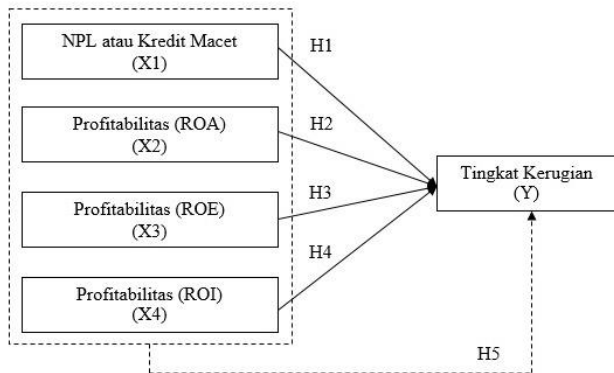 NPL atau Kredit Macet
(X1)
H1
Profitabilitas (ROA)
(X2)
H2
Profitabilitas (ROE)
(X3)
H3
Profitabilitas (ROI)
(X4)
H4
Tingkat Kerugian
(Y)
H5